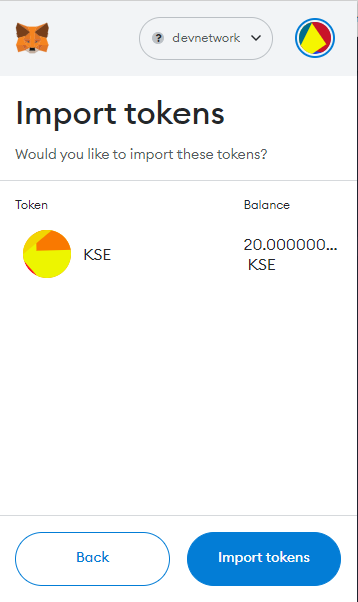 devnetwork
Import tokens
Would you like to import these tokens?
Token Balance
KSE 20.000000...
KSE
Back Import tokens